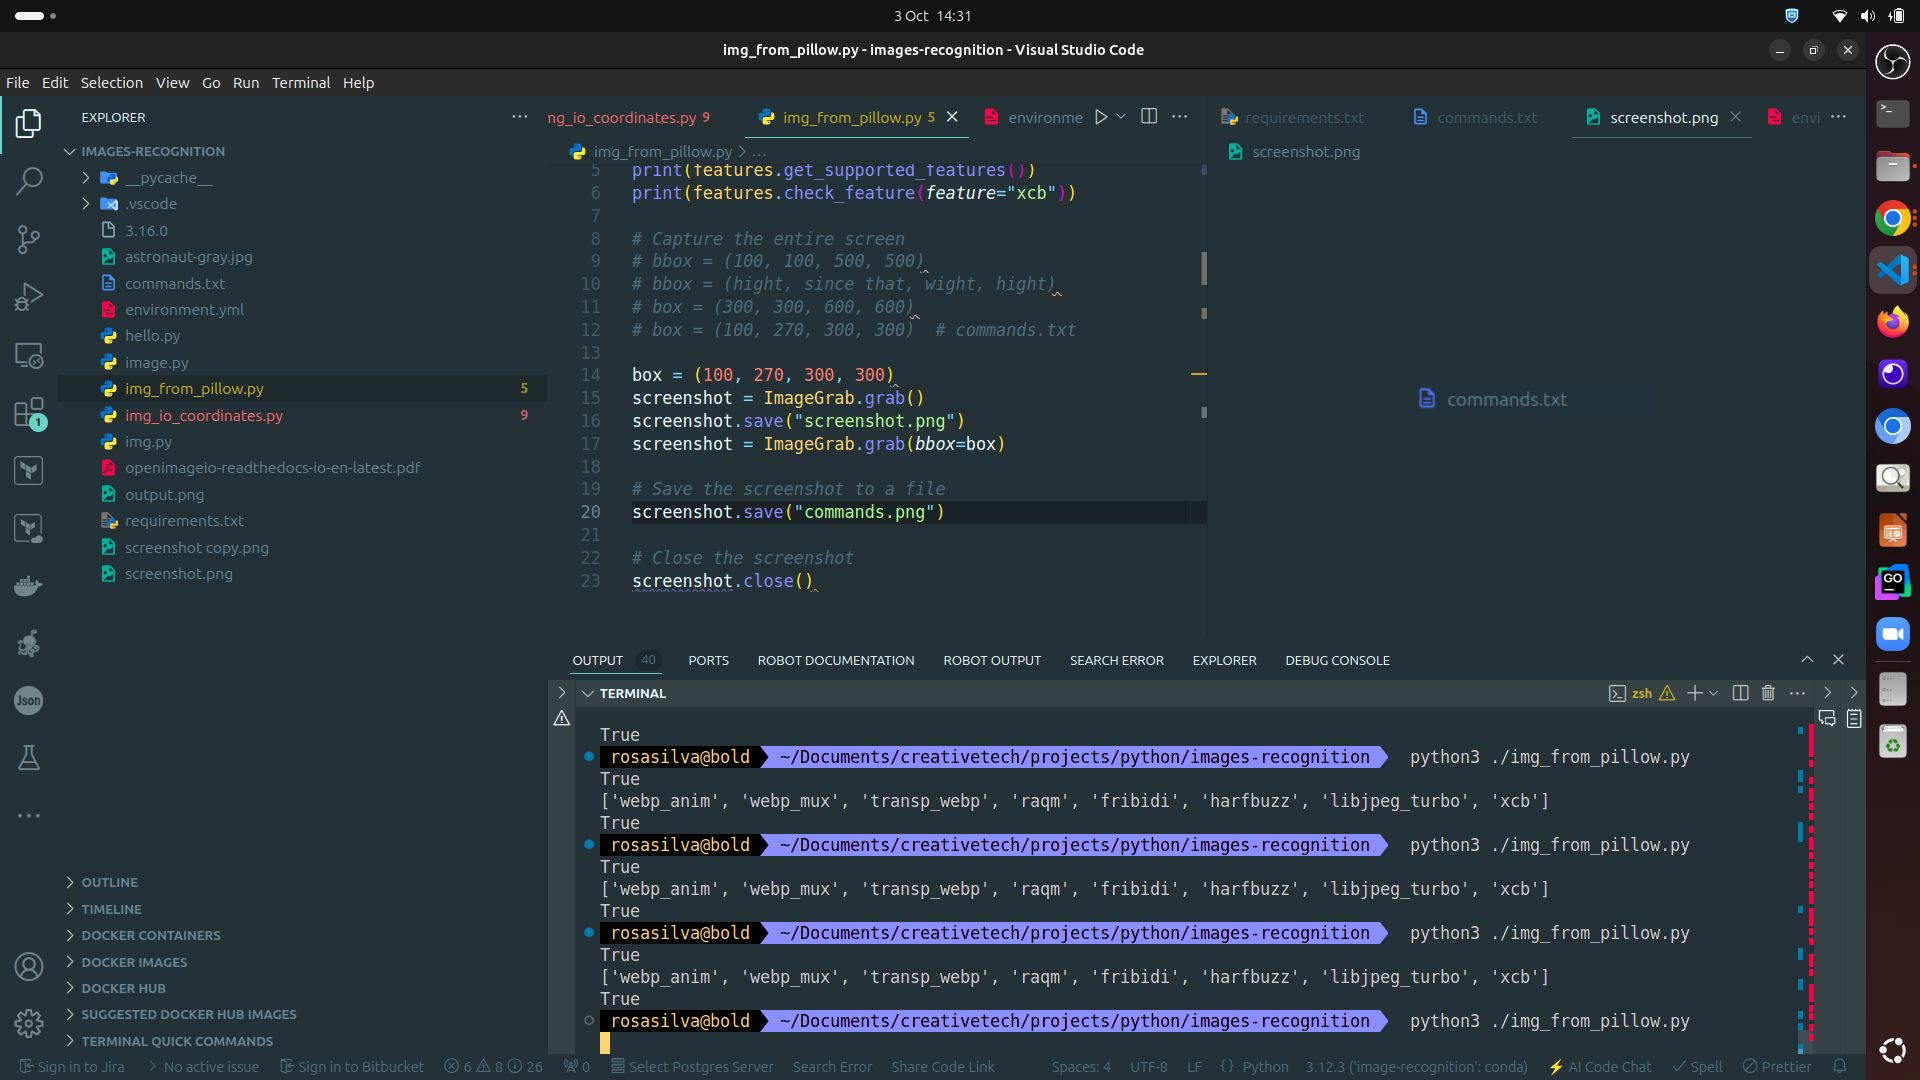 3 Oct 14:31
img_from_pillow.py - images-recognition - Visual Studio Code
File Edit Selection View Go Run Terminal Help
EXPLORER
IMAGES-RECOGNITION
__pycache__
.vscode
3.16.0
astronaut-gray.jpg
commands.txt
environment.yml
hello.py
image.py
img_from_pillow.py 5
img_io_coordinates.py 9
img.py
openimageio-readthedocs-io-en-latest.pdf
output.png
requirements.txt
screenshot copy.png
screenshot.png
OUTLINE
TIMELINE
DOCKER CONTAINERS
DOCKER IMAGES
DOCKER HUB
SUGGESTED DOCKER HUB IMAGES
TERMINAL QUICK COMMANDS
1
Json
ng_io_coordinates.py 9 img_from_pillow.py 5 environme
img_from_pillow.py > ...
5 print(features.get_supported_features())
6 print(features.check_feature(feature="xcb"))
7
8 # Capture the entire screen
9 # bbox = (100, 100, 500, 500)
10 # bbox = (hight, since that, wight, hight)
11 # box = (300, 300, 600, 600)
12 # box = (100, 270, 300, 300)  # commands.txt
13
14 box = (100, 270, 300, 300)
15 screenshot = ImageGrab.grab()
16 screenshot.save("screenshot.png")
17 screenshot = ImageGrab.grab(bbox=box)
18
19 # Save the screenshot to a file
20 screenshot.save("commands.png")
21
22 # Close the screenshot
23 screenshot.close()
requirements.txt commands.txt screenshot.png envi
screenshot.png
commands.txt
OUTPUT 40 PORTS ROBOT DOCUMENTATION ROBOT OUTPUT SEARCH ERROR EXPLORER DEBUG CONSOLE
TERMINAL zsh
True
rosasilva@bold ~/Documents/creativetech/projects/python/images-recognition python3 ./img_from_pillow.py
True
['webp_anim', 'webp_mux', 'transp_webp', 'raqm', 'fribidi', 'harfbuzz', 'libjpeg_turbo', 'xcb']
True
rosasilva@bold ~/Documents/creativetech/projects/python/images-recognition python3 ./img_from_pillow.py
True
['webp_anim', 'webp_mux', 'transp_webp', 'raqm', 'fribidi', 'harfbuzz', 'libjpeg_turbo', 'xcb']
True
rosasilva@bold ~/Documents/creativetech/projects/python/images-recognition python3 ./img_from_pillow.py
True
['webp_anim', 'webp_mux', 'transp_webp', 'raqm', 'fribidi', 'harfbuzz', 'libjpeg_turbo', 'xcb']
True
rosasilva@bold ~/Documents/creativetech/projects/python/images-recognition python3 ./img_from_pillow.py
GO
Sign in to Jira No active issue Sign in to Bitbucket 6 8 26 0 Select Postgres Server Search Error Share Code Link Spaces: 4 UTF-8 LF {} Python 3.12.3 ('image-recognition': conda) AI Code Chat Spell Prettier